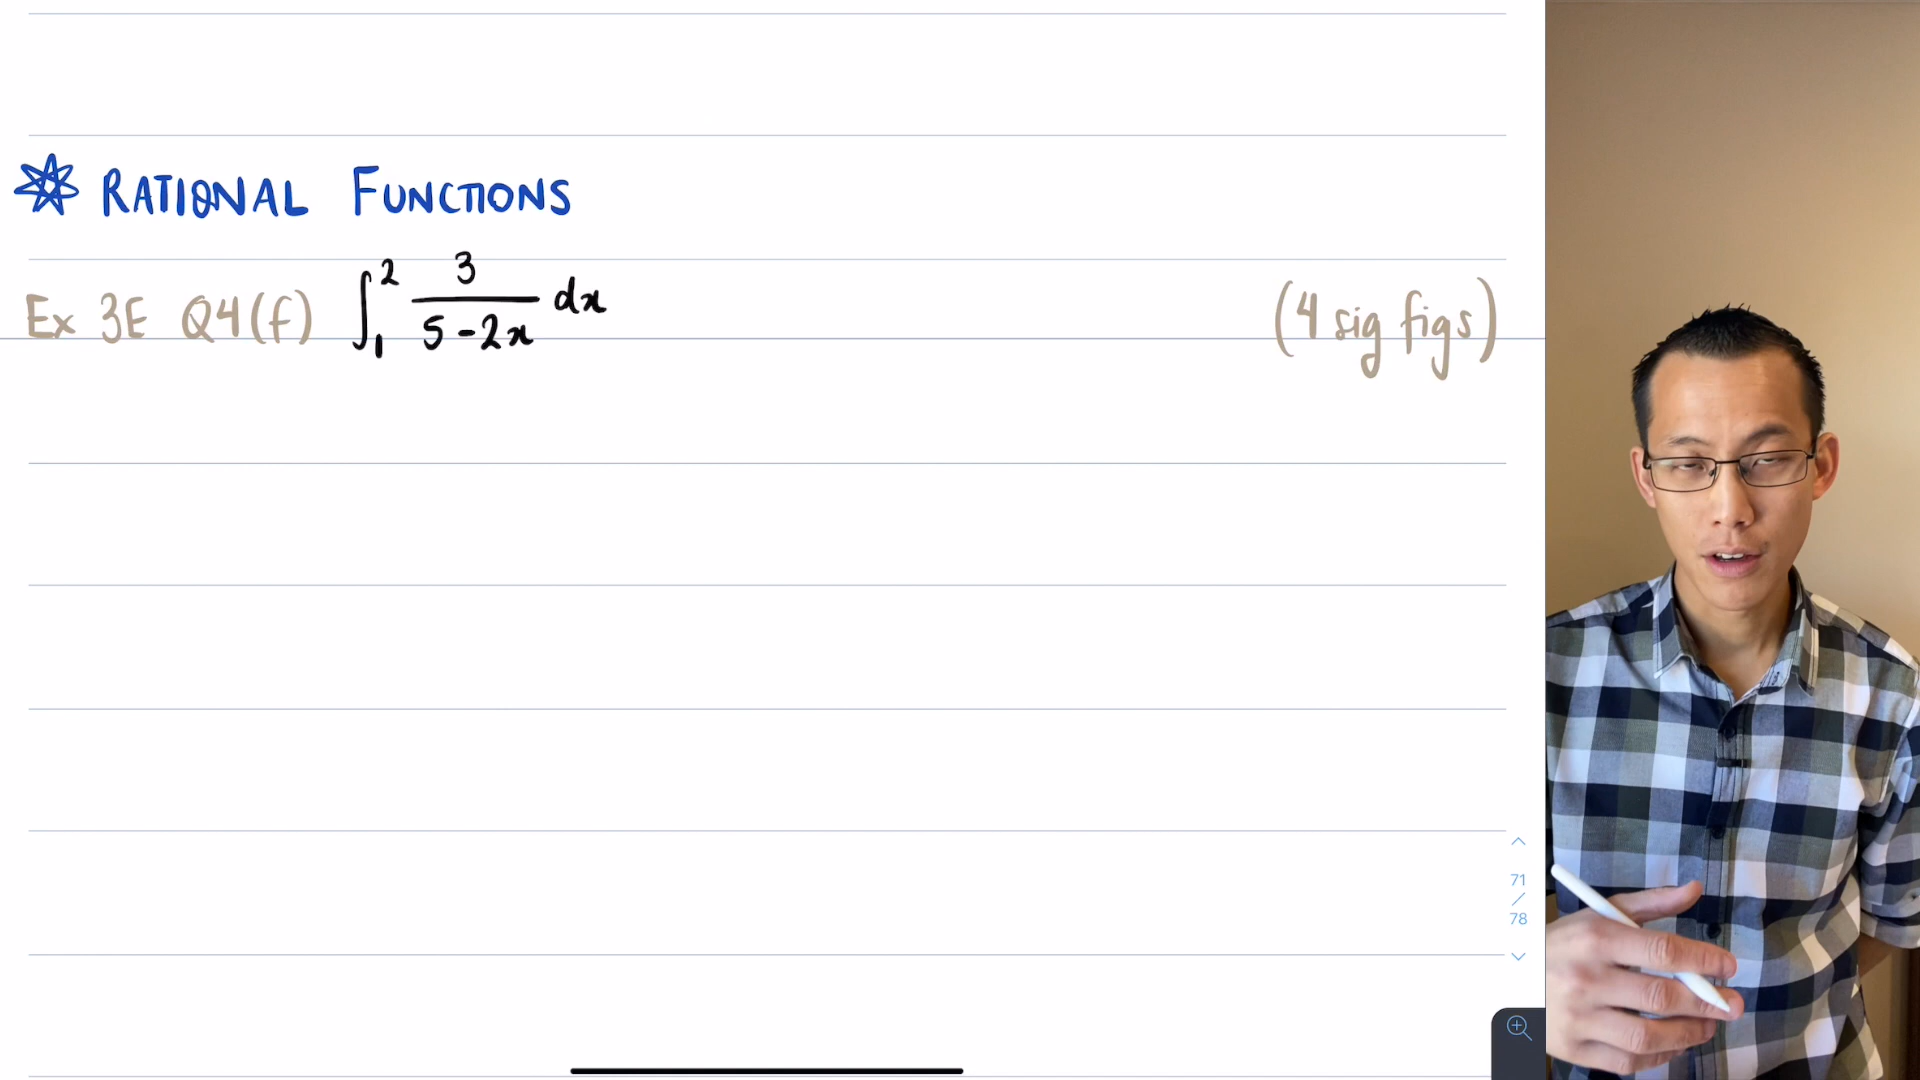 RATIONAL FUNCTIONS
Ex 3E Q4(f) ∫₁² 3/(5-2x) dx (4 sig figs)
71
/
78